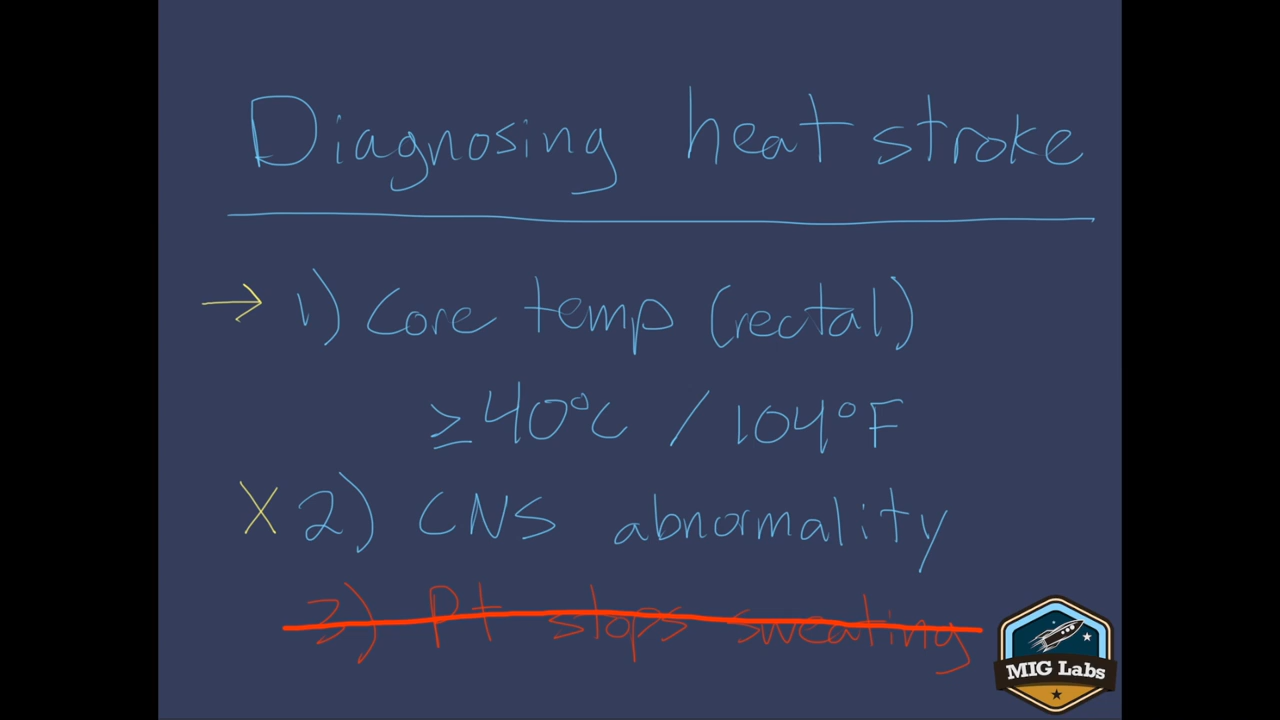 Diagnosing heat stroke
→ 1) Core temp (rectal)
≥40°C / 104°F
X 2) CNS abnormality
3) Pt stops sweating
MIG Labs